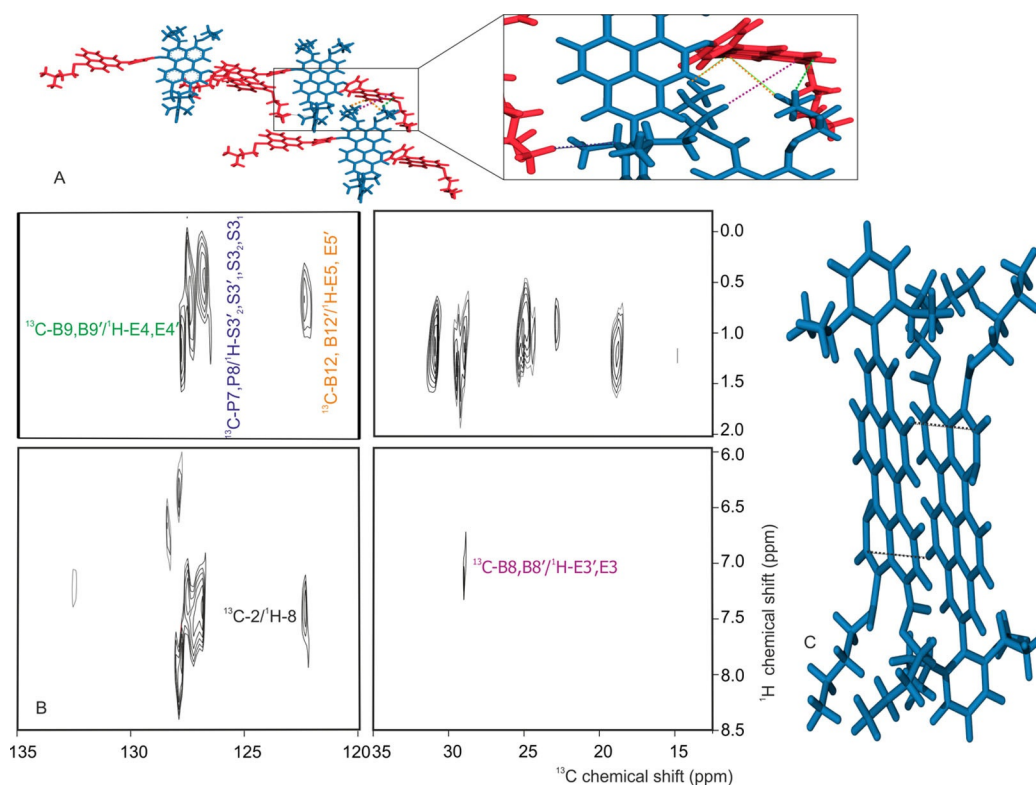 A
¹³C-B9,B9′/¹H-E4,E4′
¹³C-P7,P8/¹H-S3′₂,S3′₁,S3₂,S3₁
¹³C-B12, B12′/¹H-E5, E5′
0.0
0.5
1.0
1.5
2.0
¹³C-2/¹H-8
¹³C-B8,B8′/¹H-E3′,E3
6.0
6.5
7.0
7.5
8.0
8.5
¹H chemical shift (ppm)
B
C
135
130
125
120
35
30
25
20
15
¹³C chemical shift (ppm)